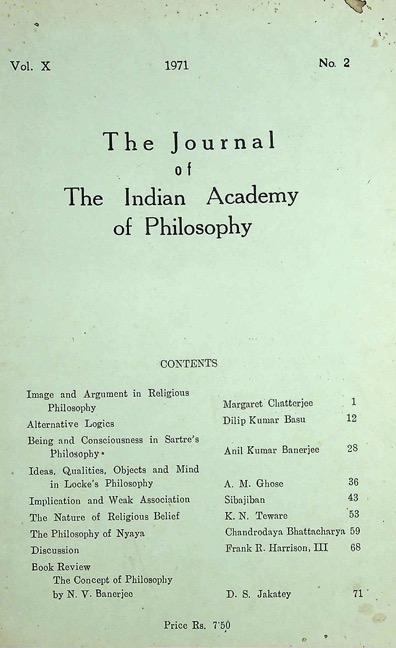 Vol. X 1971 No. 2
The Journal
of
The Indian Academy
of Philosophy
CONTENTS
Image and Argument in Religious
Philosophy Margaret Chatterjee 1
Alternative Logics Dilip Kumar Basu 12
Being and Consciousness in Sartre's
Philosophy Anil Kumar Banerjee 28
Ideas, Qualities, Objects and Mind
in Locke's Philosophy A. M. Ghose 36
Implication and Weak Association Sibajiban 43
The Nature of Religious Belief K. N. Teware 53
The Philosophy of Nyaya Chandrodaya Bhattacharya 59
Discussion Frank R. Harrison, III 68
Book Review
The Concept of Philosophy
by N. V. Banerjee D. S. Jakatey 71
Price Rs. 7·50